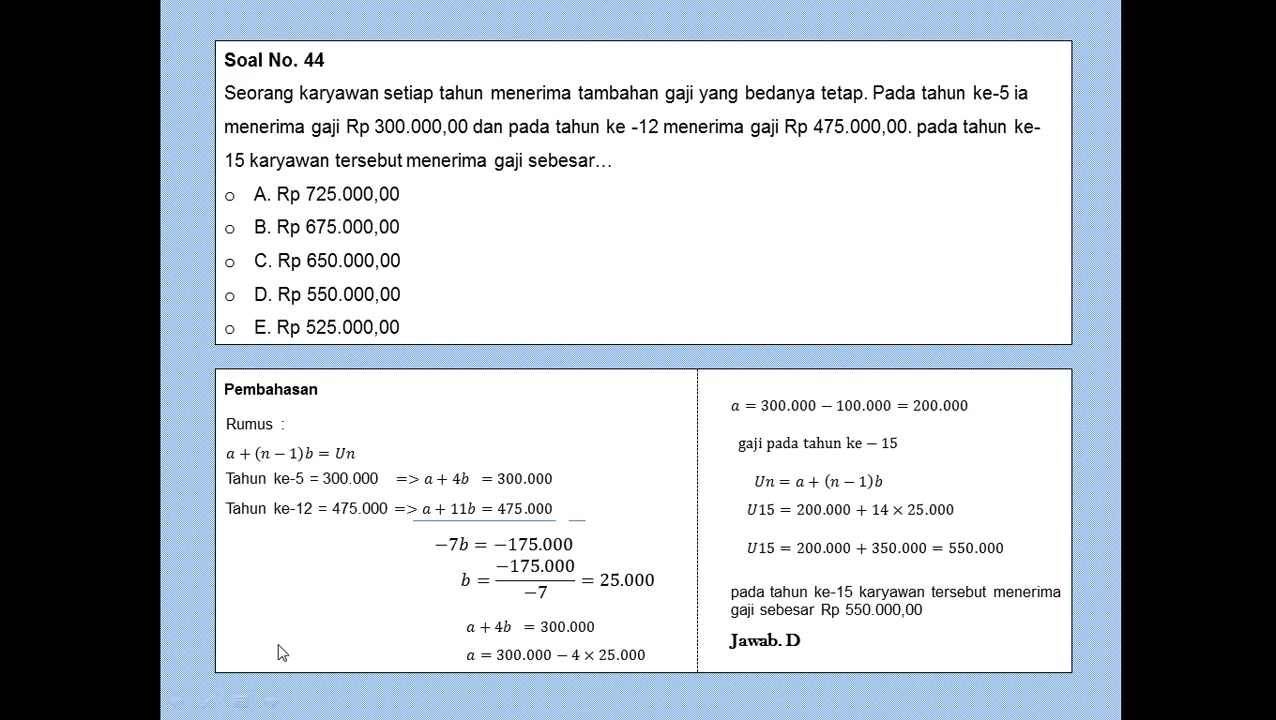 Soal No. 44
Seorang karyawan setiap tahun menerima tambahan gaji yang bedanya tetap. Pada tahun ke-5 ia
menerima gaji Rp 300.000,00 dan pada tahun ke -12 menerima gaji Rp 475.000,00. pada tahun ke-
15 karyawan tersebut menerima gaji sebesar…
o A. Rp 725.000,00
o B. Rp 675.000,00
o C. Rp 650.000,00
o D. Rp 550.000,00
o E. Rp 525.000,00
Pembahasan
Rumus :
a + (n − 1)b = Un
Tahun ke-5 = 300.000 => a + 4b = 300.000
Tahun ke-12 = 475.000 => a + 11b = 475.000 —
−7b = −175.000
b = −175.000 / −7 = 25.000
a + 4b = 300.000
a = 300.000 − 4 × 25.000
a = 300.000 − 100.000 = 200.000
gaji pada tahun ke − 15
Un = a + (n − 1)b
U15 = 200.000 + 14 × 25.000
U15 = 200.000 + 350.000 = 550.000
pada tahun ke-15 karyawan tersebut menerima
gaji sebesar Rp 550.000,00
Jawab. D